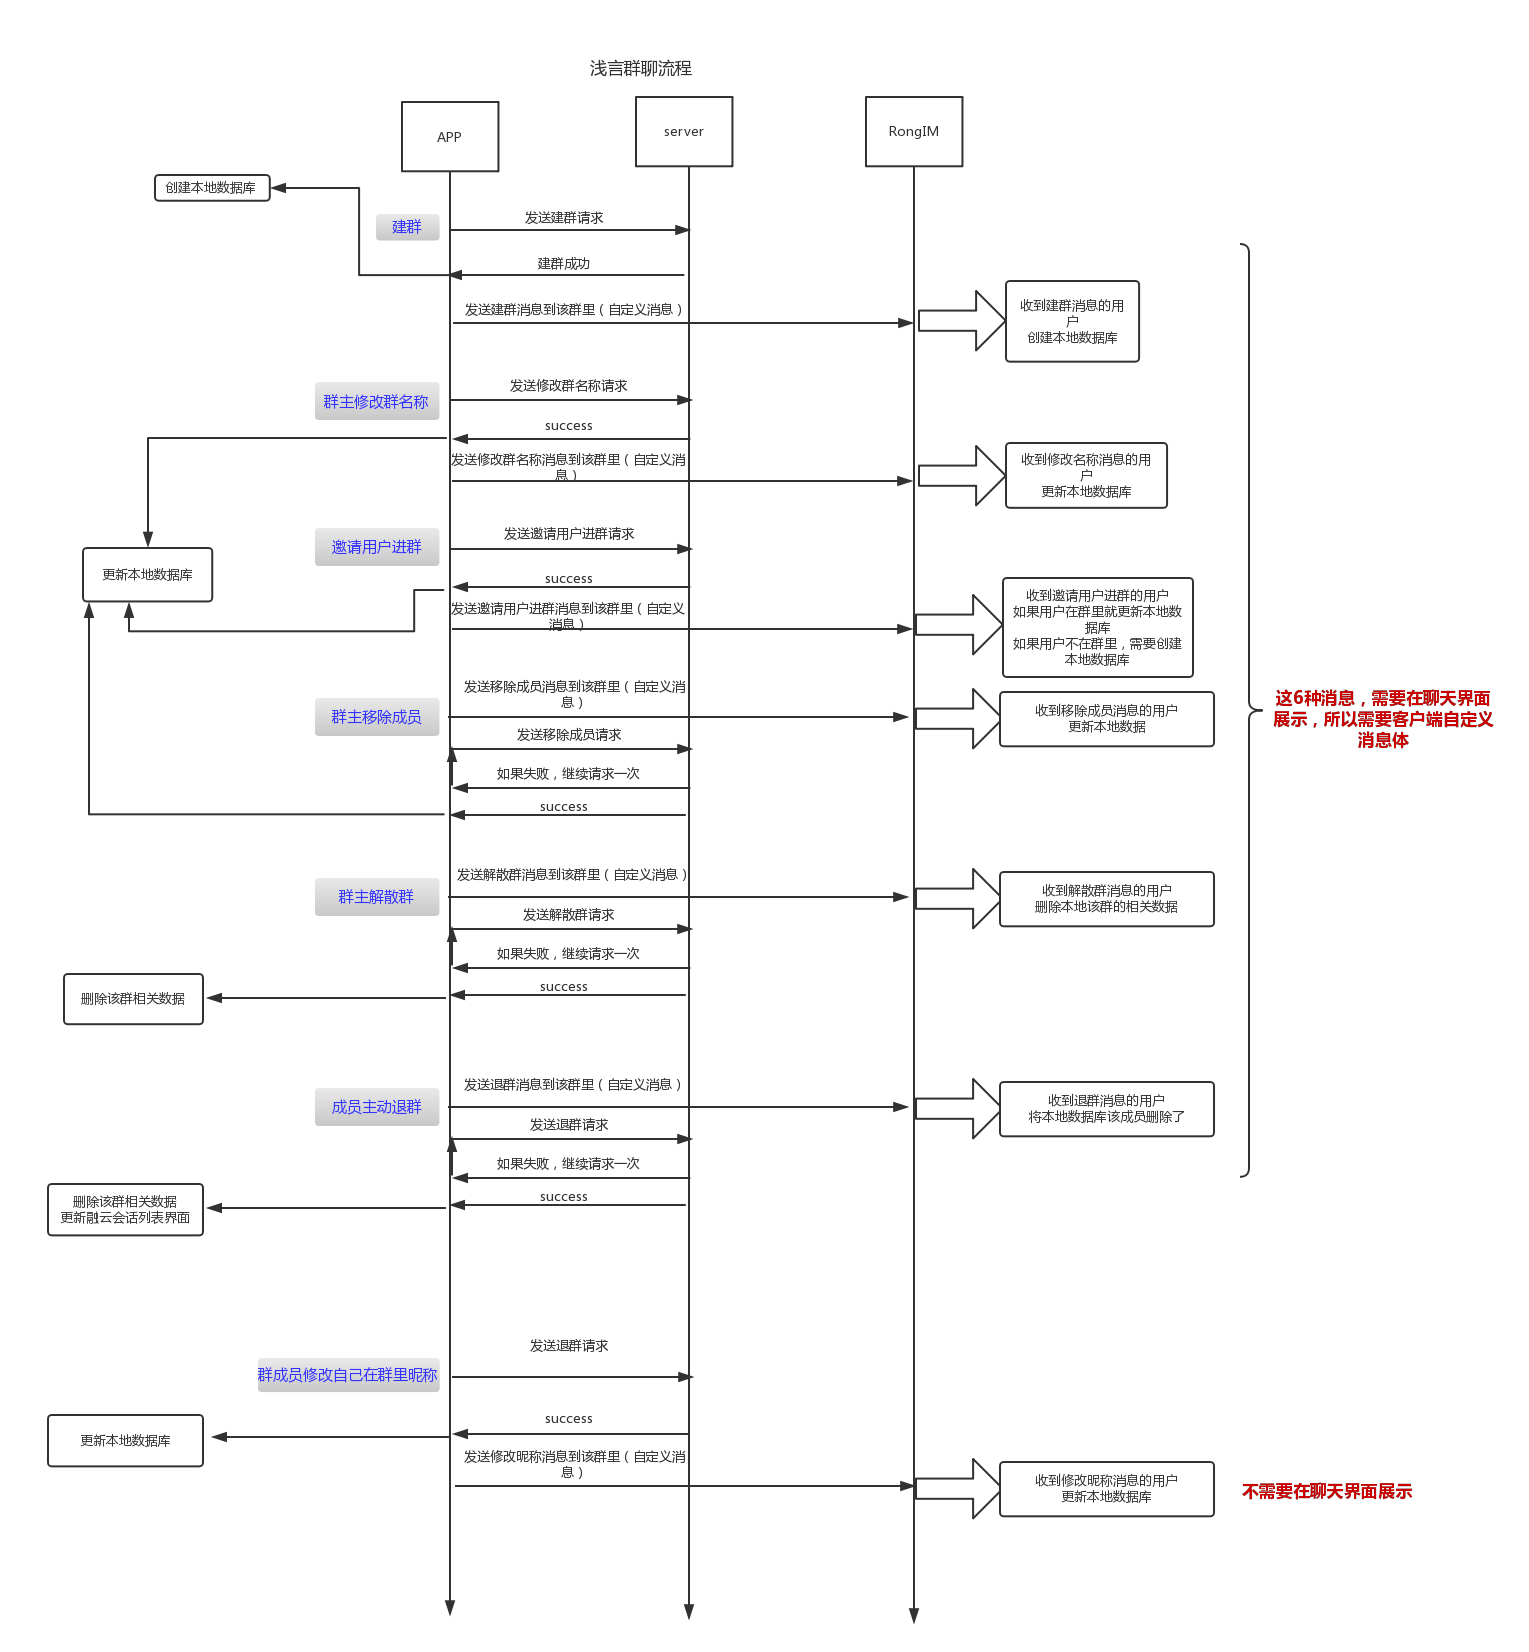 浅言群聊流程
APP
server
RongIM
创建本地数据库
建群
发送建群请求
建群成功
发送建群消息到该群里（自定义消息）
收到建群消息的用
户
创建本地数据库
群主修改群名称
发送修改群名称请求
success
发送修改群名称消息到该群里（自定义消
息）
收到修改名称消息的用
户
更新本地数据库
邀请用户进群
发送邀请用户进群请求
更新本地数据库
success
发送邀请用户进群消息到该群里（自定义
消息）
收到邀请用户进群的用户
如果用户在群里就更新本地数
据库
如果用户不在群里，需要创建
本地数据库
群主移除成员
发送移除成员消息到该群里（自定义消
息）
收到移除成员消息的用户
更新本地数据
发送移除成员请求
如果失败，继续请求一次
success
这6种消息，需要在聊天界面
展示，所以需要客户端自定义
消息体
群主解散群
发送解散群消息到该群里（自定义消息）
收到解散群消息的用户
删除本地该群的相关数据
发送解散群请求
如果失败，继续请求一次
success
删除该群相关数据
成员主动退群
发送退群消息到该群里（自定义消息）
收到退群消息的用户
将本地数据库该成员删除了
发送退群请求
如果失败，继续请求一次
success
删除该群相关数据
更新融云会话列表界面
发送退群请求
群成员修改自己在群里昵称
success
更新本地数据库
发送修改昵称消息到该群里（自定义消
息）
收到修改昵称消息的用户
更新本地数据库
不需要在聊天界面展示